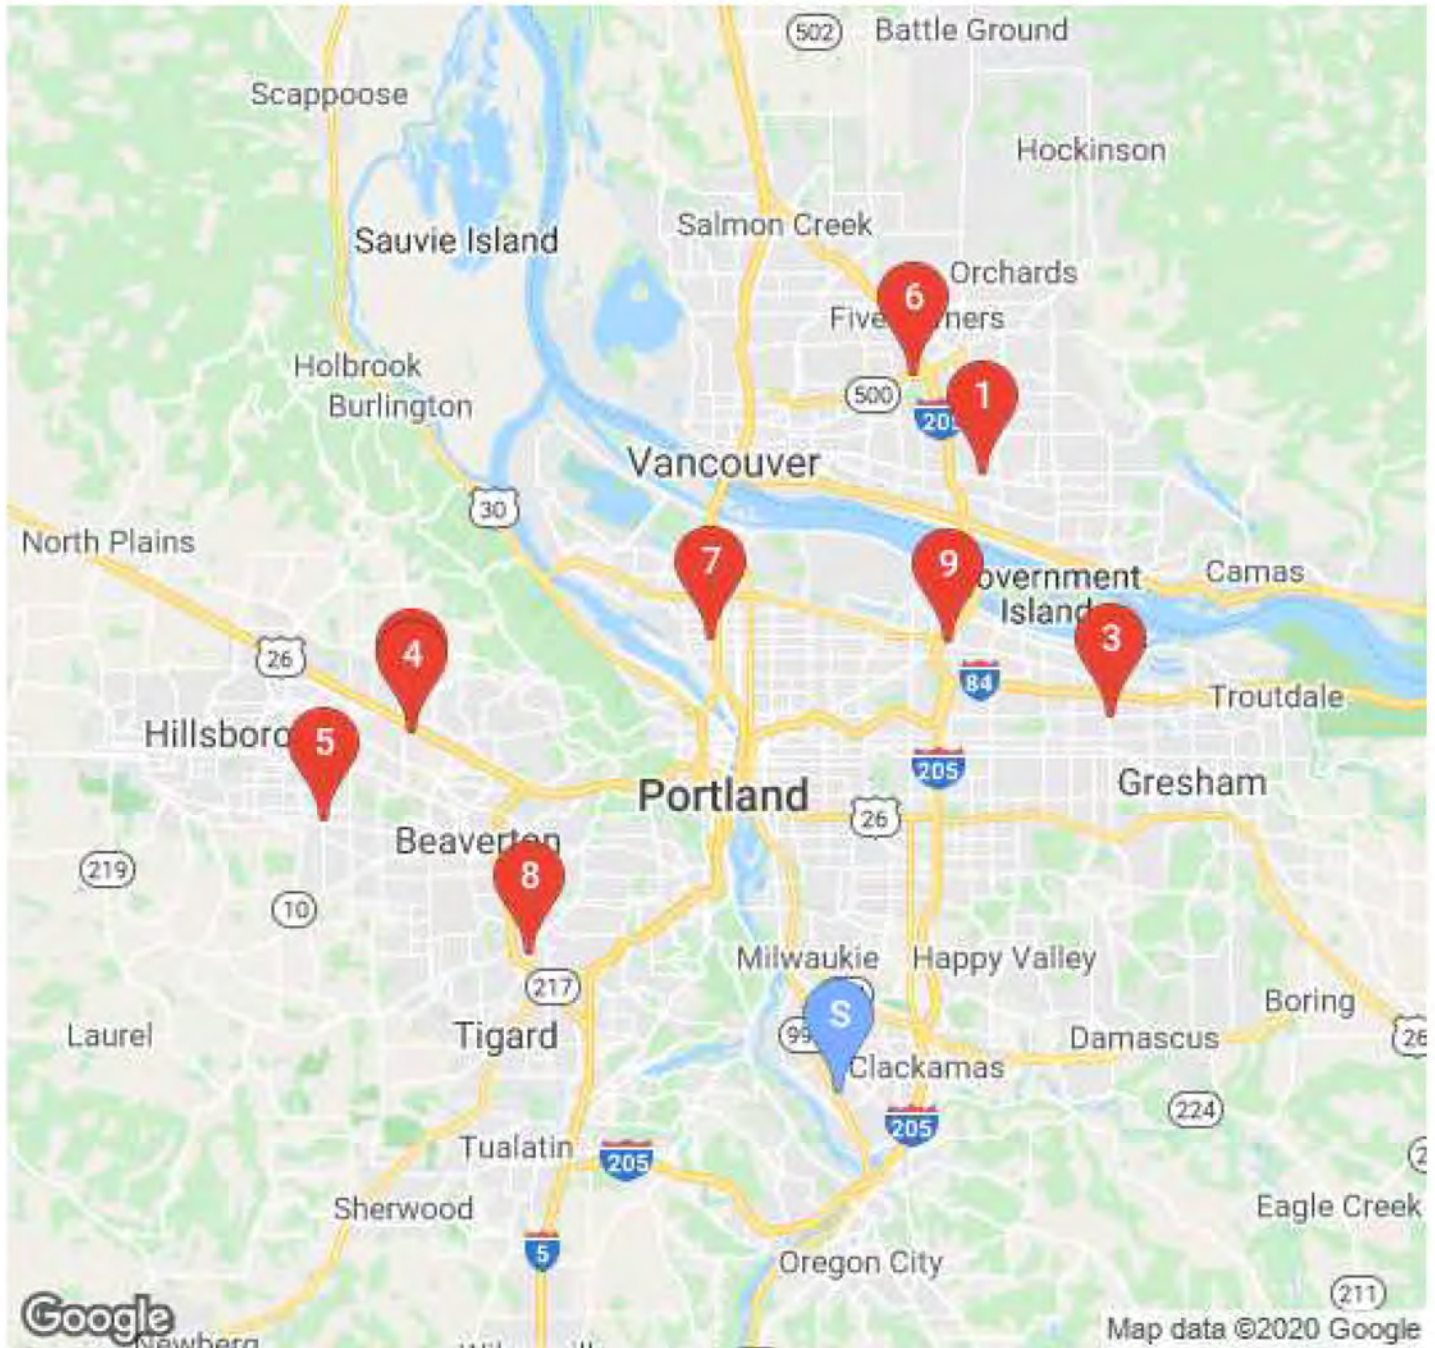 502
Battle Ground
Scappoose
Hockinson
Salmon Creek
Sauvie Island
Orchards
6
Five
ners
Holbrook
500
1
Burlington
Vancouver
30
North Plains
7
9
overnment
Island
Camas
26
4
3
84
Troutdale
Hillsboro
5
205
Gresham
Portland
26
Beaverton
219
8
10
Milwaukie
Happy Valley
217
S
Boring
Laurel
Tigard
99
Damascus
26
Clackamas
224
205
Tualatin
205
Sherwood
Eagle Creek
5
Oregon City
211
Google
Map data ©2020 Google
Newberg